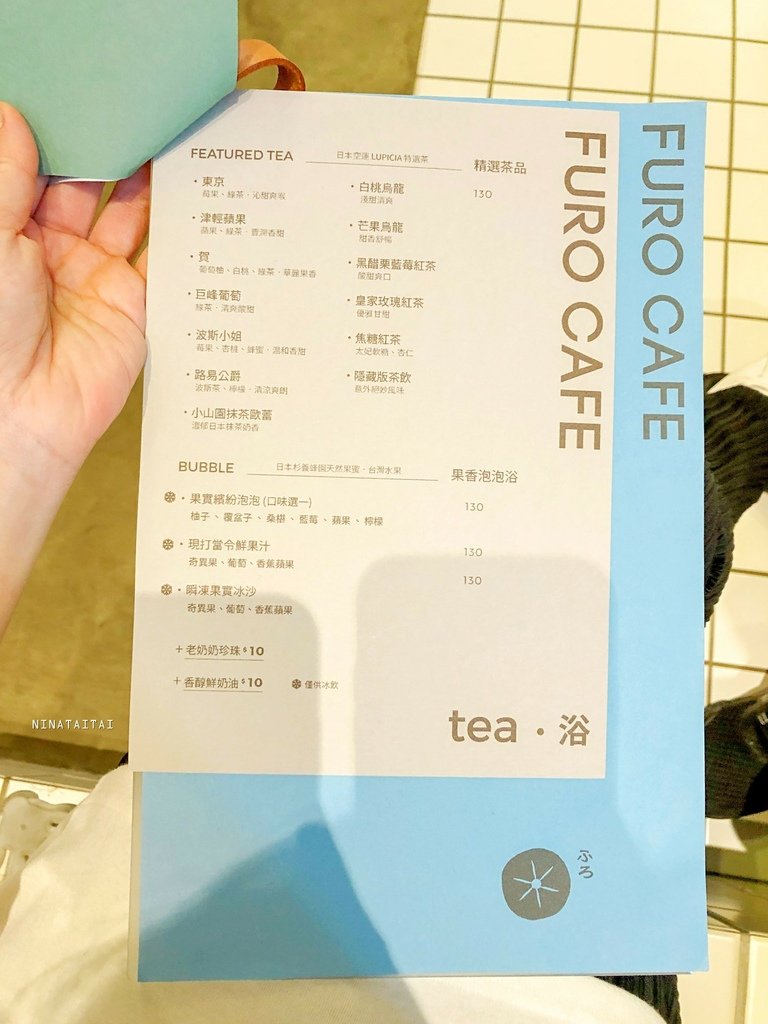 FURO CAFE
FURO CAFE
FEATURED TEA 日本空運 LUPICIA 特選茶 精選茶品
・東京
莓果、綠茶・沁甜爽喉
・津輕蘋果
蘋果、綠茶・豐潤香甜
・賀
葡萄柚、白桃、綠茶・華麗果香
・巨峰葡萄
綠茶・清爽酸甜
・波斯小姐
莓果、杏桃、蜂蜜・溫和香甜
・路易公爵
波斯茶、檸檬・清涼爽朗
・小山園抹茶歐蕾
濃郁日本抹茶奶香
・白桃烏龍 130
淺甜清爽
・芒果烏龍
甜香舒暢
・黑醋栗藍莓紅茶
酸甜爽口
・皇家玫瑰紅茶
優雅甘甜
・焦糖紅茶
太妃軟糖、杏仁
・隱藏版茶飲
意外絕妙風味
BUBBLE 日本杉養蜂園天然果蜜・台灣水果 果香泡泡浴
・果實繽紛泡泡 (口味選一) 130
柚子、覆盆子、桑椹、藍莓、蘋果、檸檬
・現打當令鮮果汁 130
奇異果、葡萄、香蕉蘋果
・瞬凍果實冰沙 130
奇異果、葡萄、香蕉蘋果
+ 老奶奶珍珠 $10
+ 香醇鮮奶油 $10 僅供冰飲
tea・浴
ふろ
NINATAITAI